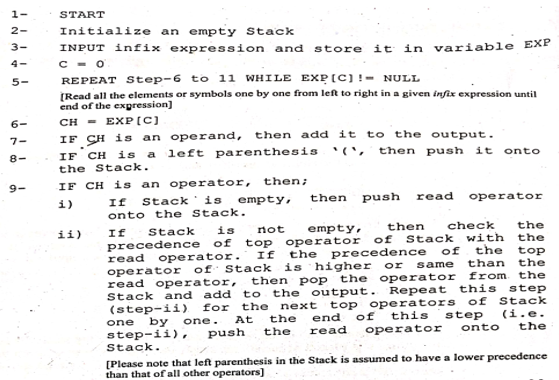 1- START
2- Initialize an empty Stack
3- INPUT infix expression and store it in variable EXP
4- C = 0
5- REPEAT Step-6 to 11 WHILE EXP[C]!= NULL
[Read all the elements or symbols one by one from left to right in a given infix expression until
end of the expression]
6- CH = EXP[C]
7- IF CH is an operand, then add it to the output.
8- IF CH is a left parenthesis '(', then push it onto
the Stack.
9- IF CH is an operator, then;
i) If Stack is empty, then push read operator
onto the Stack.
ii) If Stack is not empty, then check the
precedence of top operator of Stack with the
read operator. If the precedence of the top
operator of Stack is higher or same than the
read operator, then pop the operator from the
Stack and add to the output. Repeat this step
(step-ii) for the next top operators of Stack
one by one. At the end of this step (i.e.
step-ii), push the read operator onto the
Stack.
[Please note that left parenthesis in the Stack is assumed to have a lower precedence
than that of all other operators]